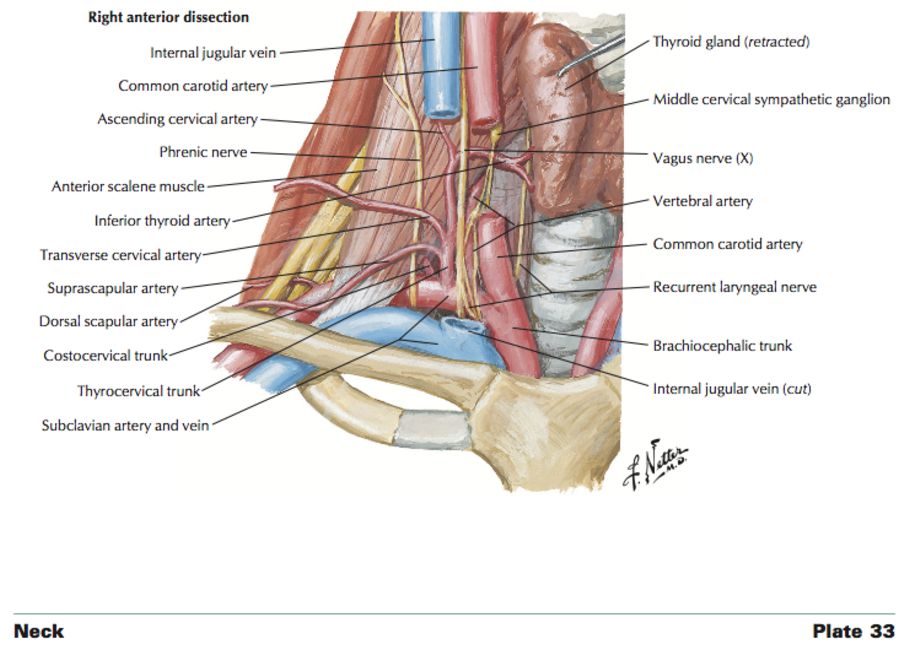 Right anterior dissection
Internal jugular vein
Common carotid artery
Ascending cervical artery
Phrenic nerve
Anterior scalene muscle
Inferior thyroid artery
Transverse cervical artery
Suprascapular artery
Dorsal scapular artery
Costocervical trunk
Thyrocervical trunk
Subclavian artery and vein
Thyroid gland (retracted)
Middle cervical sympathetic ganglion
Vagus nerve (X)
Vertebral artery
Common carotid artery
Recurrent laryngeal nerve
Brachiocephalic trunk
Internal jugular vein (cut)
F. Netter
M.D.
Neck
Plate 33